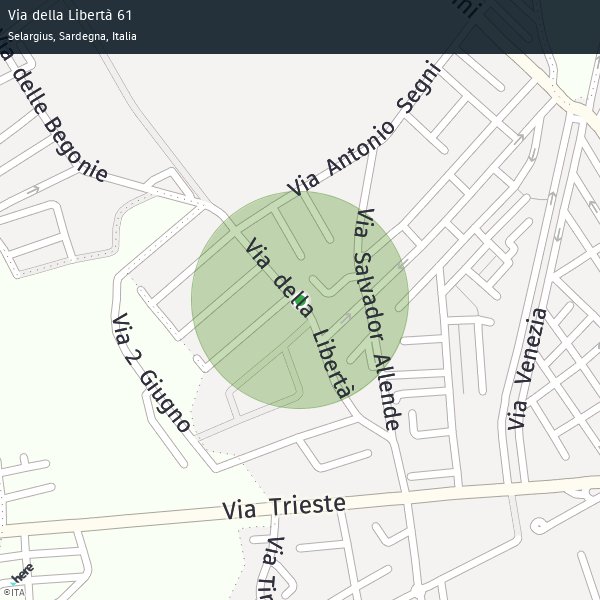 Via della Libertà 61
Selargius, Sardegna, Italia
Via delle Begonie
Via Antonio Segni
Via Salvador Allende
Via della Libertà
Via 2 Giugno
Via Venezia
Via Trieste
here
©ITA